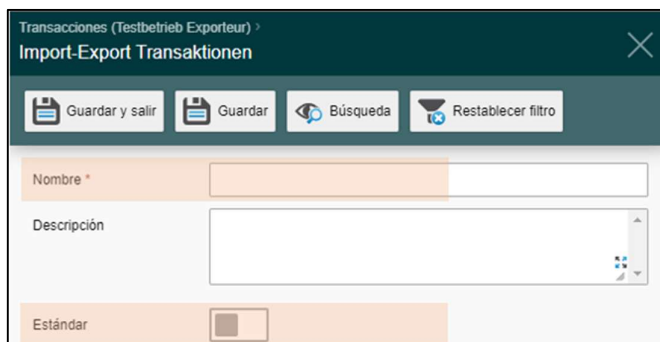 Transacciones (Testbetrieb Exporteur) >
Import-Export Transaktionen
Guardar y salir Guardar Búsqueda Restablecer filtro
Nombre *
Descripción
Estándar